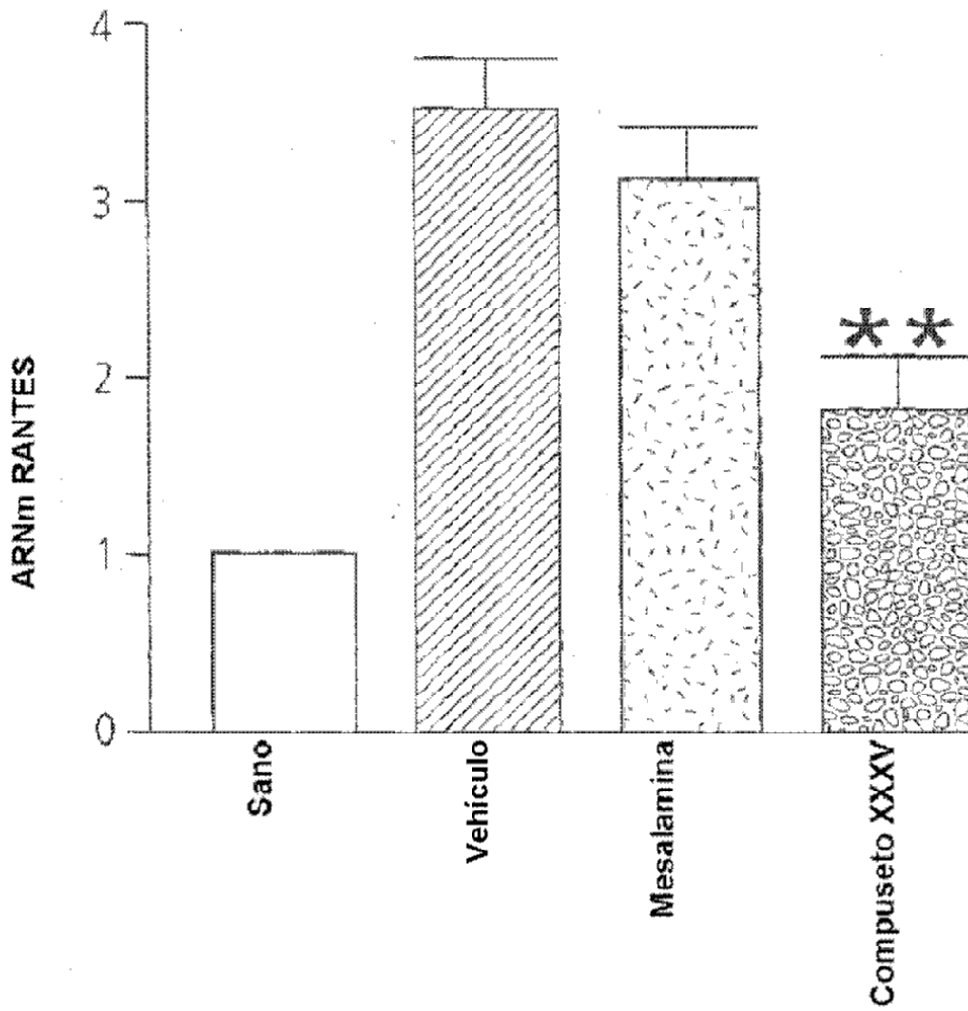 4
3
2
1
0
ARNm RANTES
**
Sano
Vehículo
Mesalamina
Compuseto XXXV